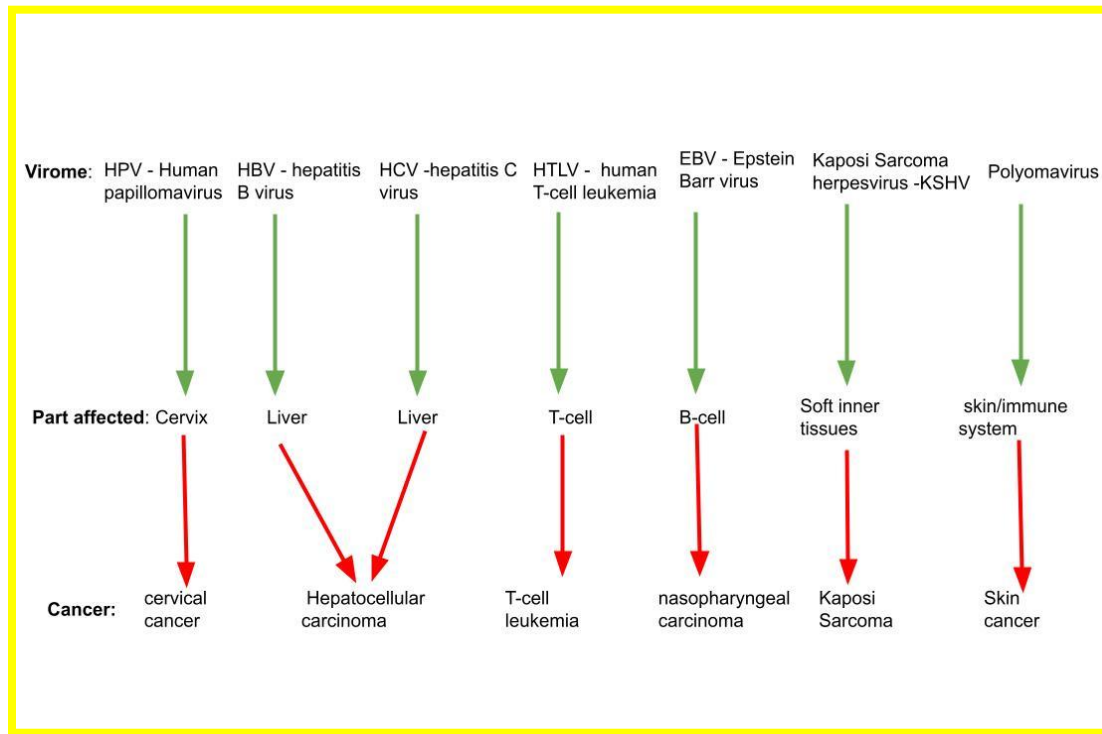 Virome: HPV - Human papillomavirus
HBV - hepatitis B virus
HCV -hepatitis C virus
HTLV - human T-cell leukemia
EBV - Epstein Barr virus
Kaposi Sarcoma herpesvirus -KSHV
Polyomavirus
Part affected: Cervix
Liver
Liver
T-cell
B-cell
Soft inner tissues
skin/immune system
Cancer: cervical cancer
Hepatocellular carcinoma
T-cell leukemia
nasopharyngeal carcinoma
Kaposi Sarcoma
Skin cancer